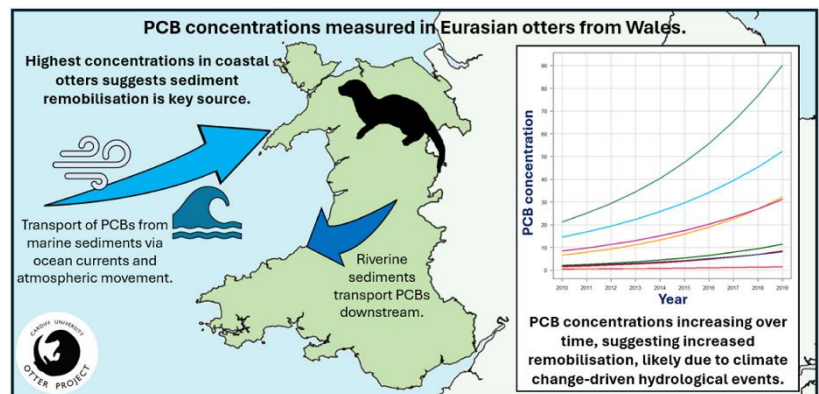 PCB concentrations measured in Eurasian otters from Wales.
Highest concentrations in coastal
otters suggests sediment
remobilisation is key source.
Transport of PCBs from
marine sediments via
ocean currents and
atmospheric movement.
Riverine
sediments
transport PCBs
downstream.
CARDIFF UNIVERSITY
OTTER PROJECT
PCB concentration
90
80
70
60
50
40
30
20
10
0
2010 2011 2012 2013 2014 2015 2016 2017 2018 2019
Year
PCB concentrations increasing over
time, suggesting increased
remobilisation, likely due to climate
change-driven hydrological events.